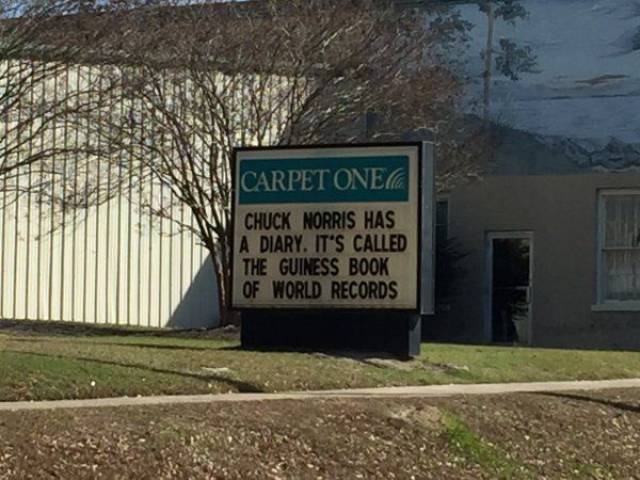 CARPET ONE
CHUCK NORRIS HAS
A DIARY. IT'S CALLED
THE GUINESS BOOK
OF WORLD RECORDS